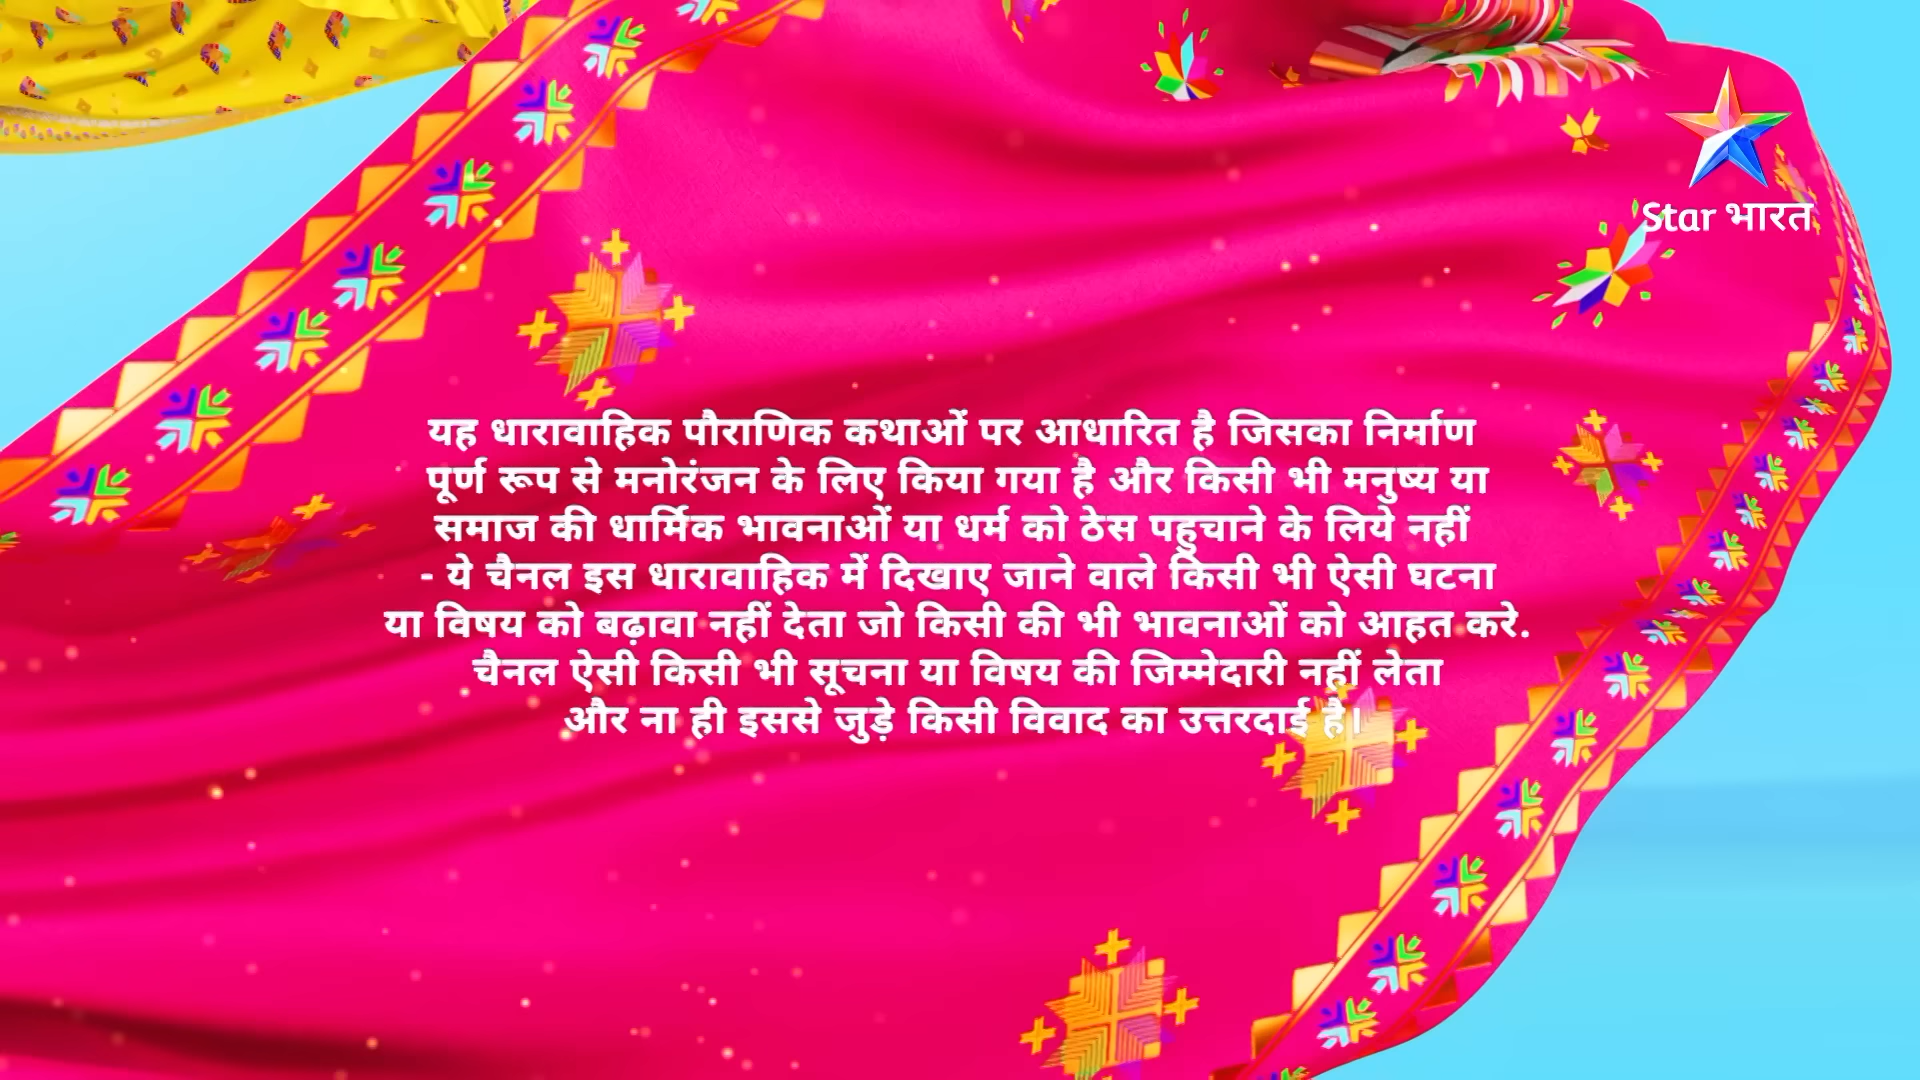 Star भारत
यह धारावाहिक पौराणिक कथाओं पर आधारित है जिसका निर्माण
पूर्ण रूप से मनोरंजन के लिए किया गया है और किसी भी मनुष्य या
समाज की धार्मिक भावनाओं या धर्म को ठेस पहुचाने के लिये नहीं
- ये चैनल इस धारावाहिक में दिखाए जाने वाले किसी भी ऐसी घटना
या विषय को बढ़ावा नहीं देता जो किसी की भी भावनाओं को आहत करे.
चैनल ऐसी किसी भी सूचना या विषय की जिम्मेदारी नहीं लेता
और ना ही इससे जुड़े किसी विवाद का उत्तरदाई है।